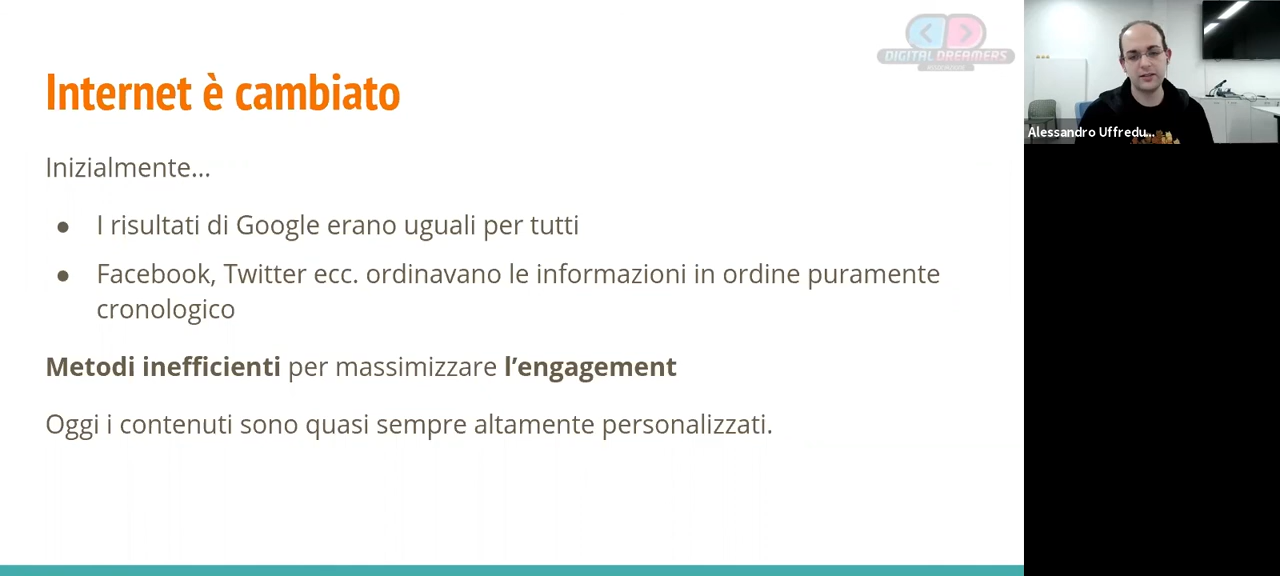 DIGITAL DREAMERS
Internet è cambiato
Alessandro Uffredu...
Inizialmente...
● I risultati di Google erano uguali per tutti
● Facebook, Twitter ecc. ordinavano le informazioni in ordine puramente
cronologico
Metodi inefficienti per massimizzare l’engagement
Oggi i contenuti sono quasi sempre altamente personalizzati.